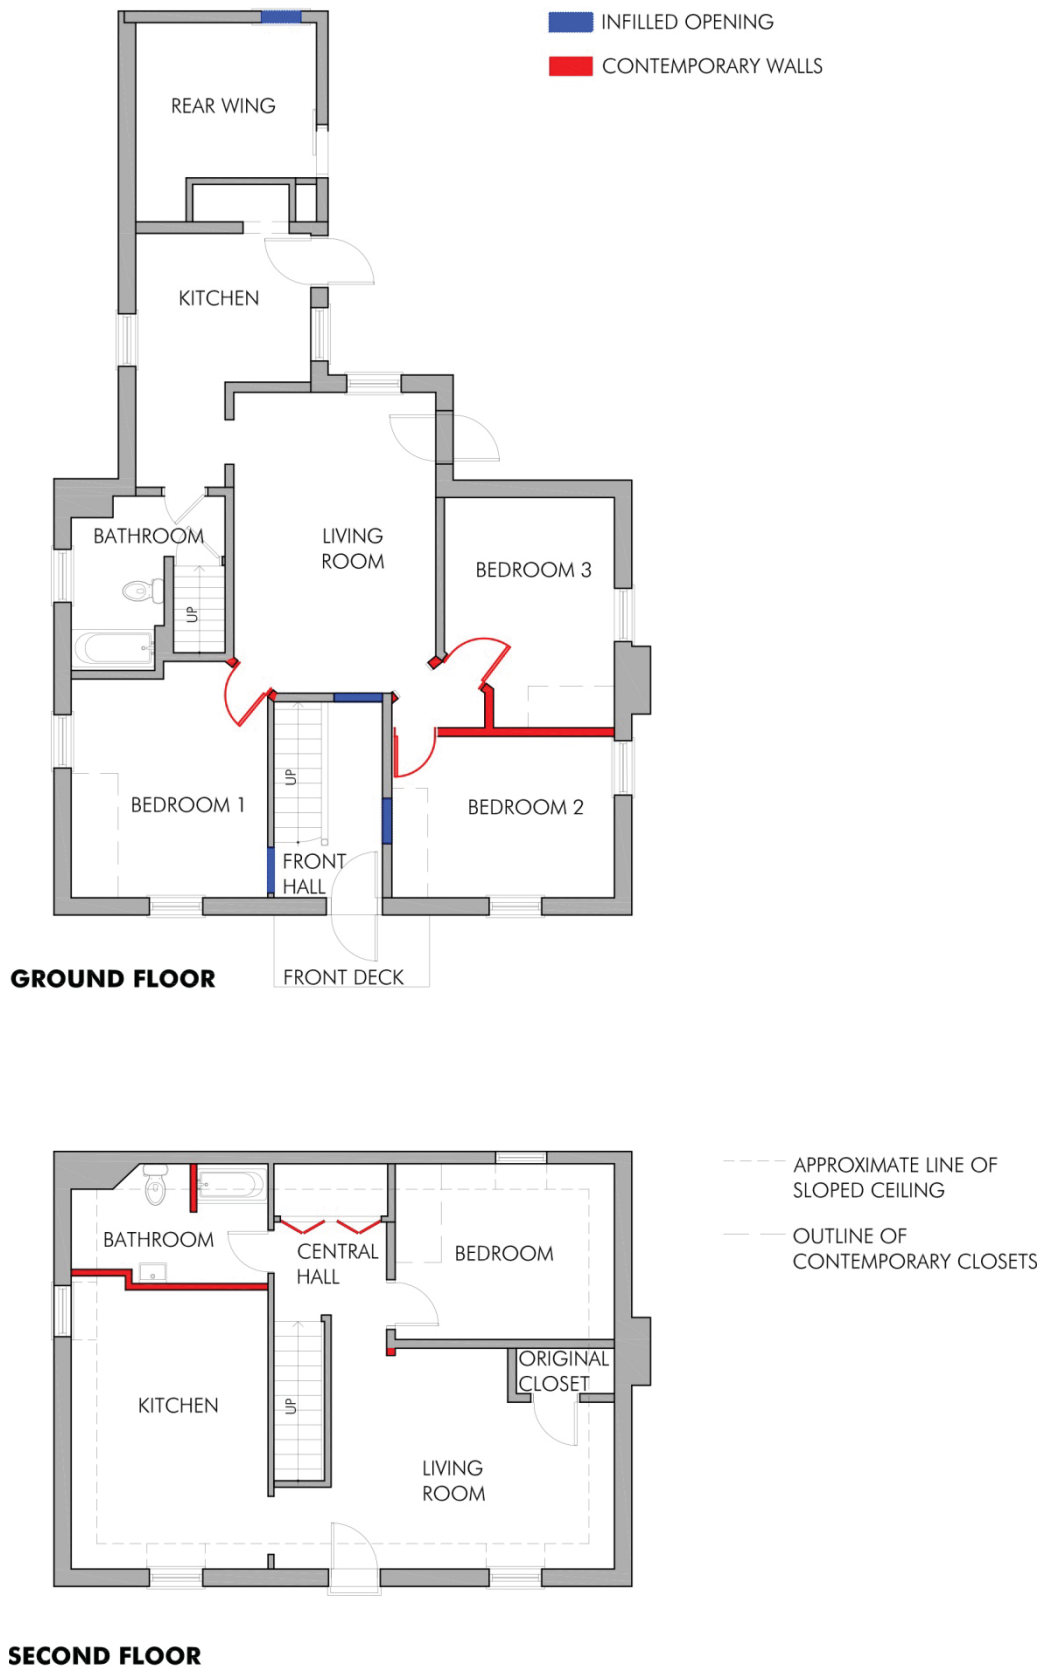 INFILLED OPENING
CONTEMPORARY WALLS
REAR WING
KITCHEN
BATHROOM
LIVING
ROOM
BEDROOM 3
UP
UP
BEDROOM 1
BEDROOM 2
FRONT
HALL
FRONT DECK
GROUND FLOOR
APPROXIMATE LINE OF
SLOPED CEILING
OUTLINE OF
CONTEMPORARY CLOSETS
BATHROOM
CENTRAL
HALL
BEDROOM
ORIGINAL
CLOSET
KITCHEN
UP
LIVING
ROOM
SECOND FLOOR